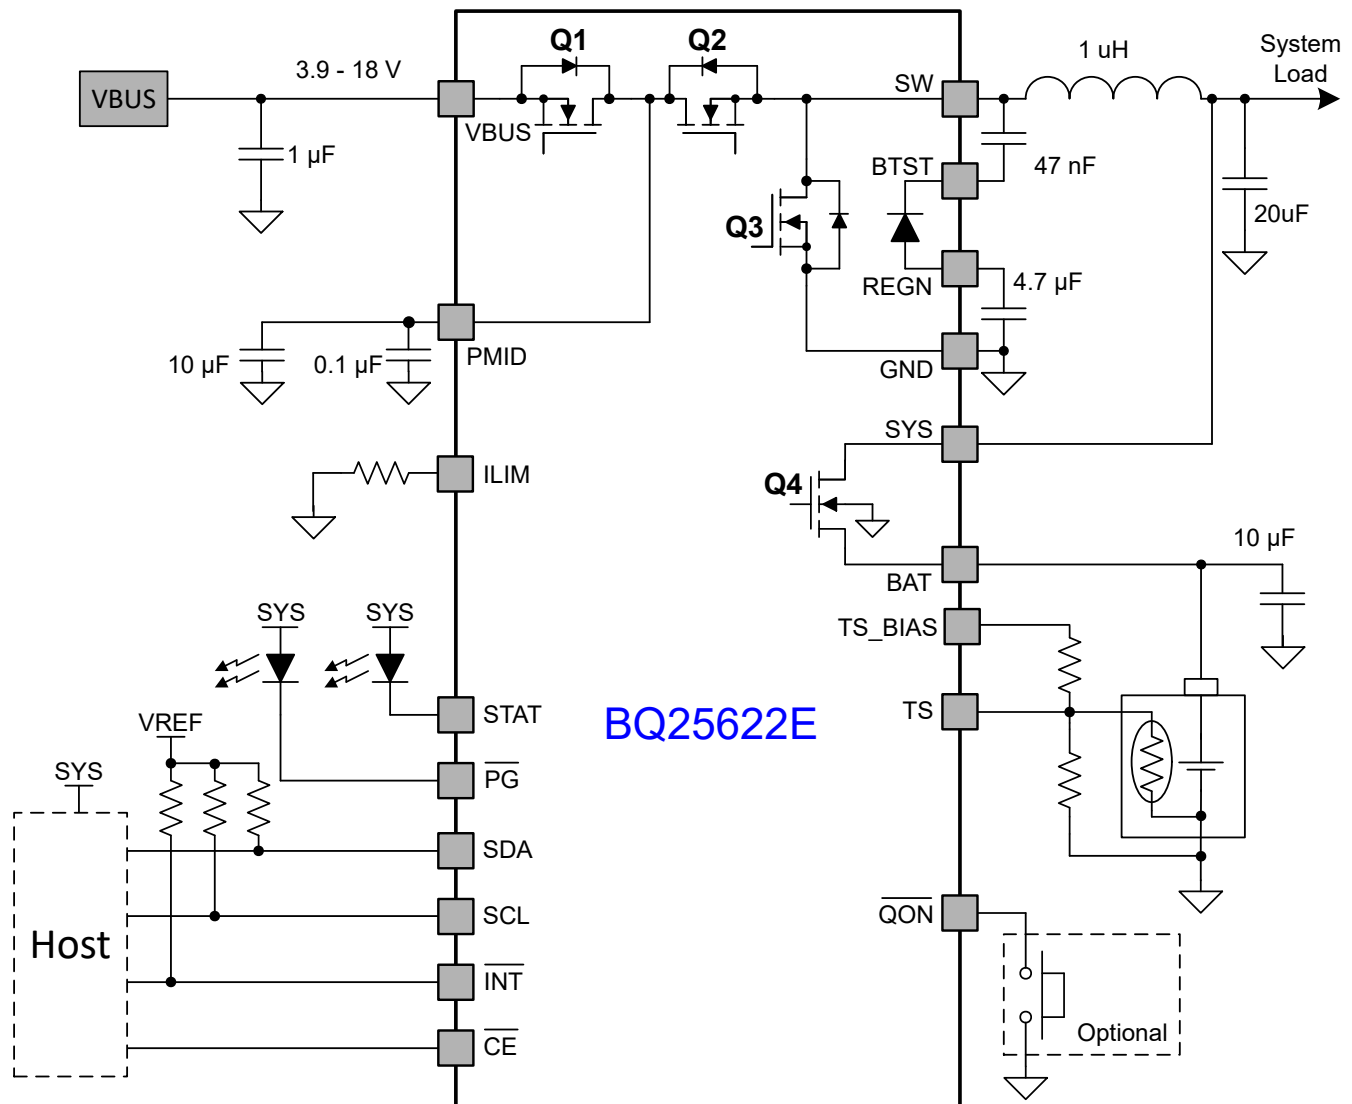 Q1
Q2
3.9 - 18 V
VBUS
VBUS
1 µF
SW
1 uH
System
Load
BTST
47 nF
20uF
Q3
REGN
4.7 µF
10 µF
0.1 µF
PMID
GND
SYS
ILIM
Q4
BAT
10 µF
SYS
SYS
TS_BIAS
STAT
BQ25622E
TS
VREF
SYS
PG
SDA
SCL
QON
Host
INT
Optional
CE